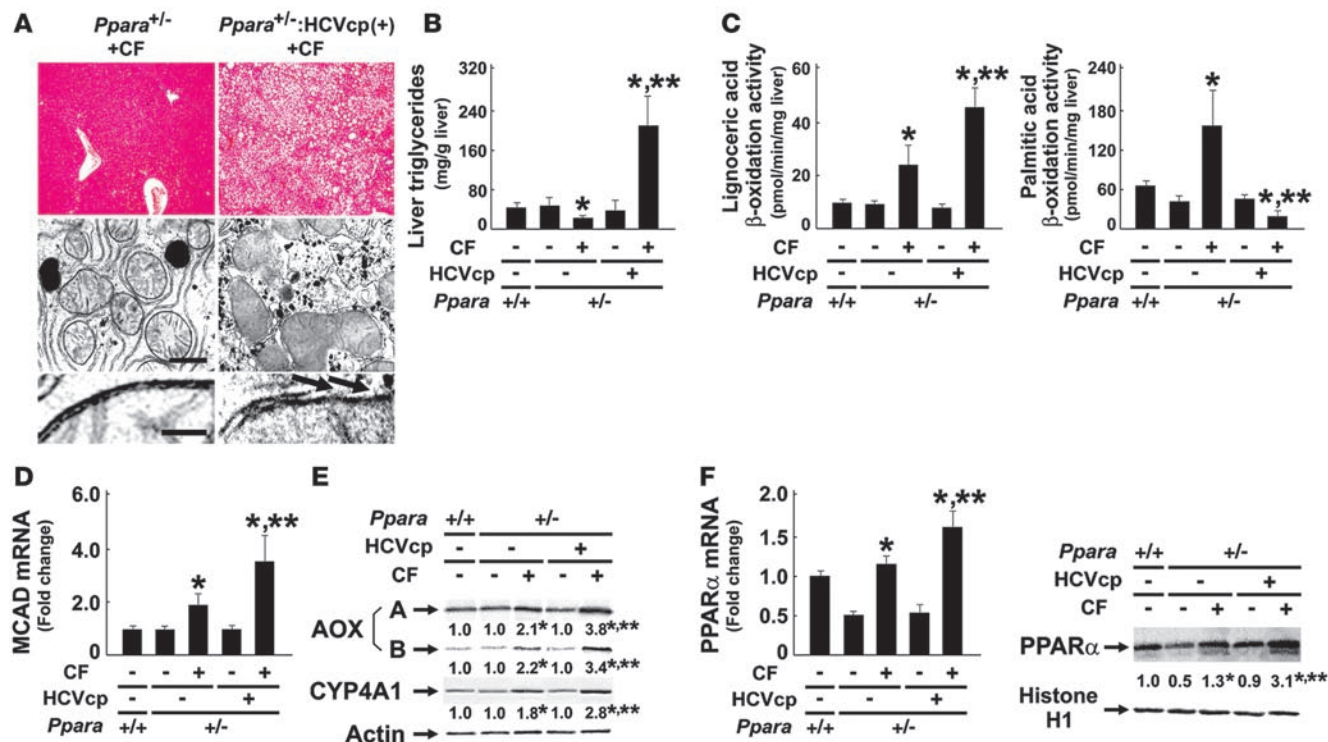 A
Ppara+/-
+CF
Ppara+/-:HCVcp(+)
+CF
B
Liver triglycerides
(mg/g liver)
320
240
160
80
40
0
*
*,**
CF - - + - +
HCVcp - - +
Ppara +/+ +/-
C
Lignoceric acid
β-oxidation activity
(pmol/min/mg liver)
60
40
20
0
*
*,**
CF - - + - +
HCVcp - - +
Ppara +/+ +/-
Palmitic acid
β-oxidation activity
(pmol/min/mg liver)
240
180
120
60
0
*
*,**
CF - - + - +
HCVcp - - +
Ppara +/+ +/-
D
MCAD mRNA
(Fold change)
6.0
4.0
2.0
0
*
*,**
CF - - + - +
HCVcp - - +
Ppara +/+ +/-
E
Ppara +/+ +/-
HCVcp - - +
CF - - + - +
AOX
A
1.0 1.0 2.1* 1.0 3.8*,**
B
1.0 1.0 2.2* 1.0 3.4*,**
CYP4A1
1.0 1.0 1.8* 1.0 2.8*,**
Actin
F
PPARα mRNA
(Fold change)
2.0
1.5
1.0
0.5
0
*
*,**
CF - - + - +
HCVcp - - +
Ppara +/+ +/-
Ppara +/+ +/-
HCVcp - - +
CF - - + - +
PPARα
1.0 0.5 1.3* 0.9 3.1*,**
Histone
H1